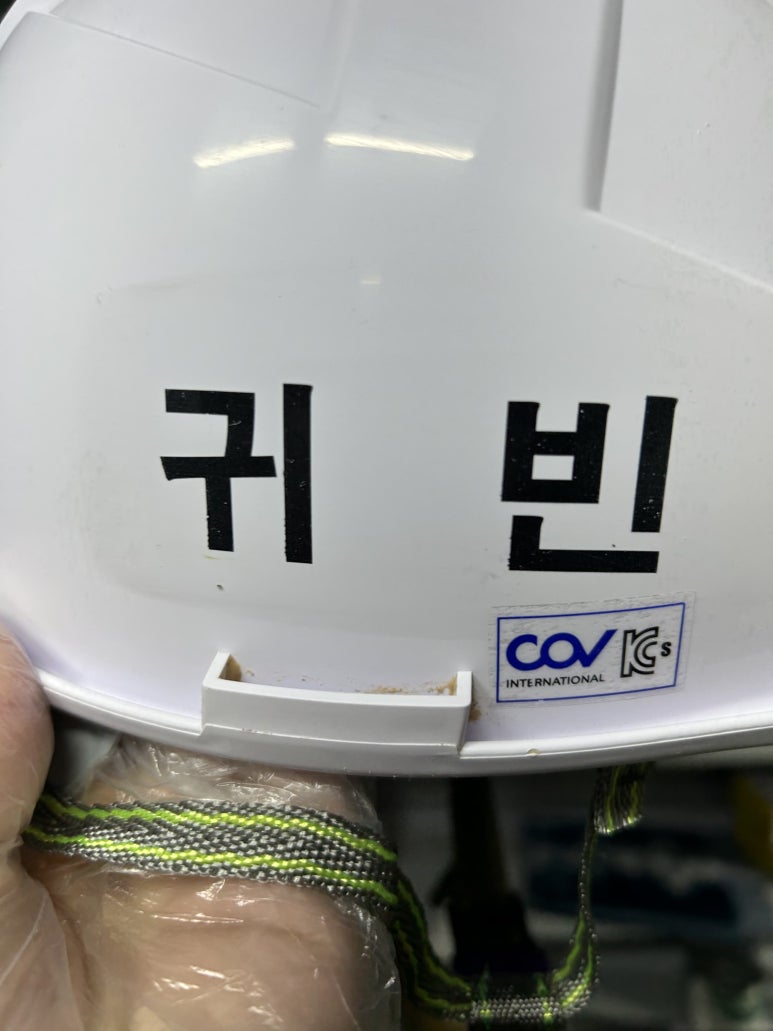 귀 빈
COV KCs
INTERNATIONAL